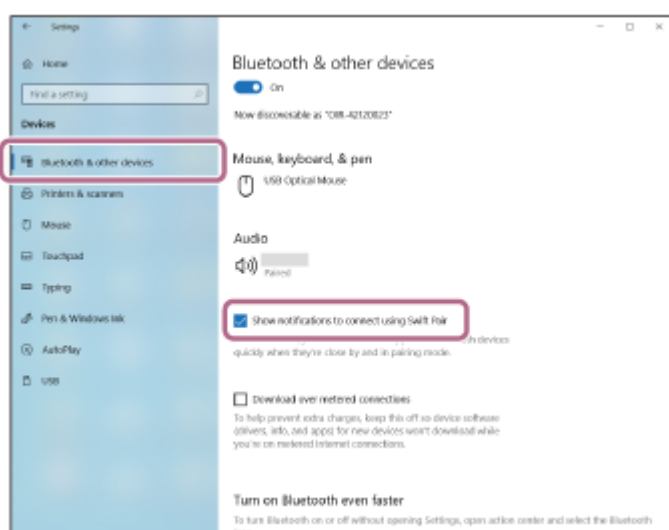 Settings
Home
Find a setting
Devices
Bluetooth & other devices
Printers & scanners
Mouse
Touchpad
Typing
Pen & Windows Ink
AutoPlay
USB
Bluetooth & other devices
On
Now discoverable as
Mouse, keyboard, & pen
USB Optical Mouse
Audio
Paired
Show notifications to connect using Swift Pair
devices
quickly when they're close by and in pairing mode.
Download over metered connections
To help prevent extra charges, keep this off so device software
(drivers, info, and apps) for new devices won't download while
you're on metered Internet connections.
Turn on Bluetooth even faster
To turn Bluetooth on or off without opening Settings, open action center and select the Bluetooth